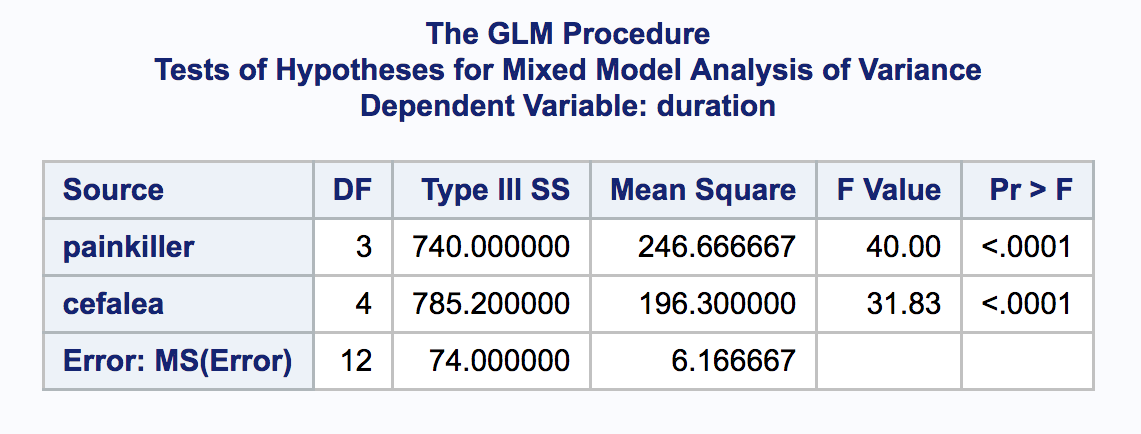 The GLM Procedure
Tests of Hypotheses for Mixed Model Analysis of Variance
Dependent Variable: duration
Source DF Type III SS Mean Square F Value Pr > F
painkiller 3 740.000000 246.666667 40.00 <.0001
cefalea 4 785.200000 196.300000 31.83 <.0001
Error: MS(Error) 12 74.000000 6.166667